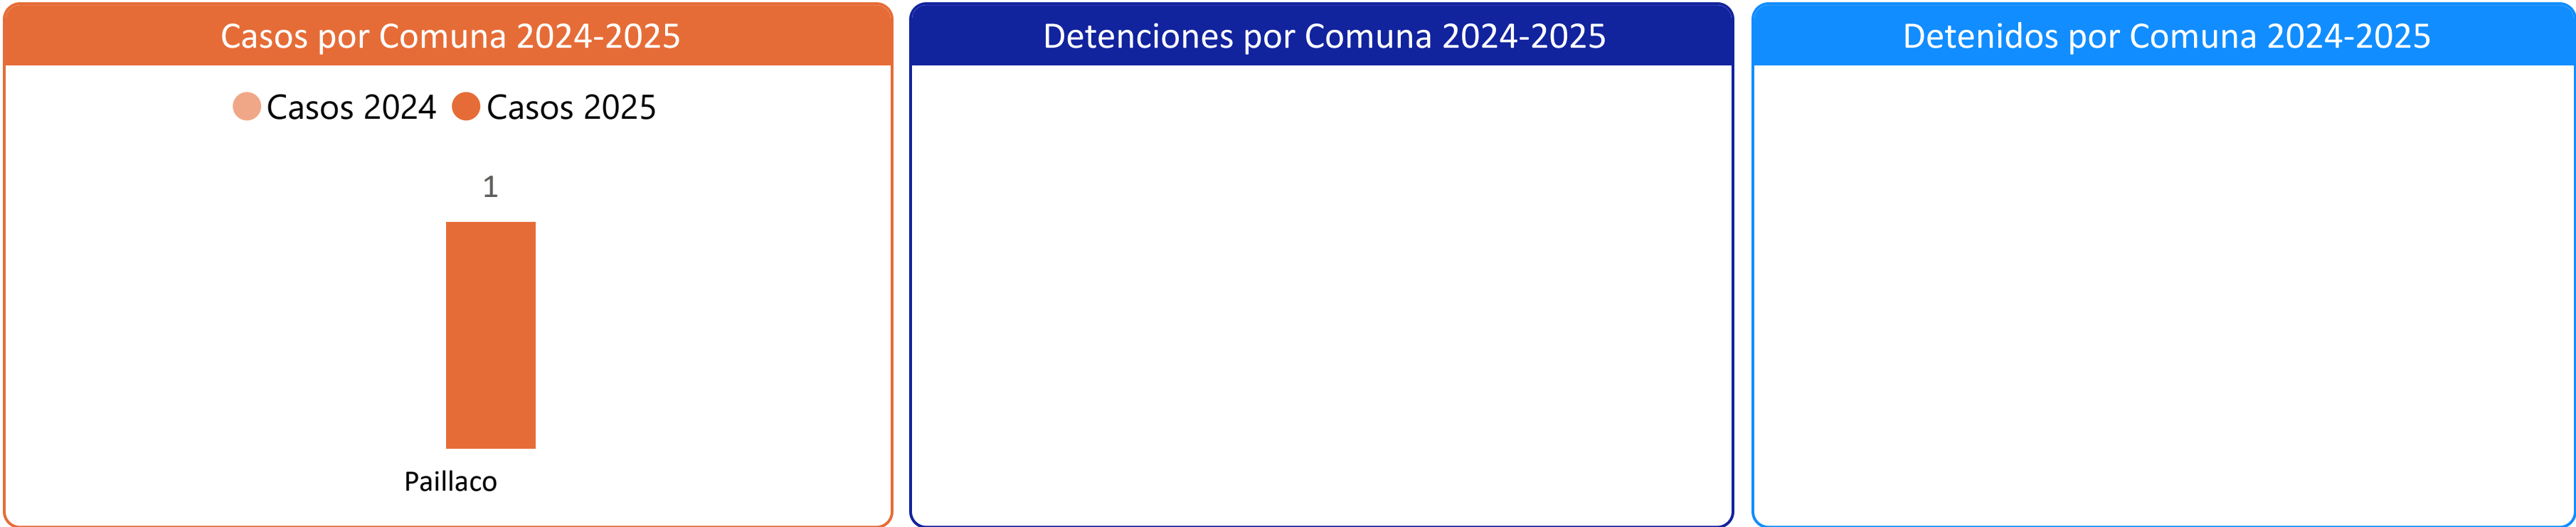 Casos por Comuna 2024-2025
Casos 2024 Casos 2025
1
Paillaco
Detenciones por Comuna 2024-2025
Detenidos por Comuna 2024-2025